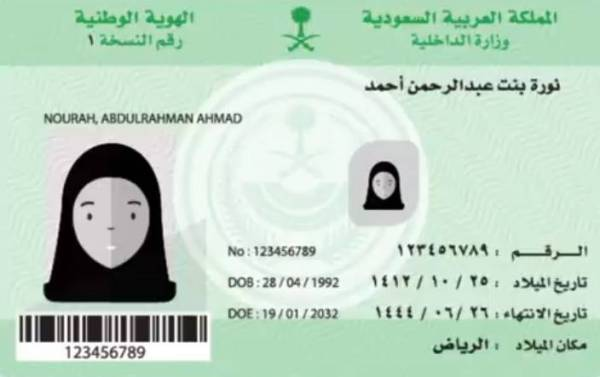 المملكة العربية السعودية
وزارة الداخلية
الهوية الوطنية
رقم النسخة ١
نورة بنت عبدالرحمن أحمد
NOURAH, ABDULRAHMAN AHMAD
الـــرقـــم : ١٢٣٤٥٦٧٨٩
No : 123456789
تاريخ الميلاد : ٢٥ / ١٠ / ١٤١٢
DOB : 28 / 04 / 1992
تاريخ الانتهاء : ٢٦ / ٠٦ / ١٤٤٤
DOE : 19 / 01 / 2032
مكان الميلاد : الرياض
123456789